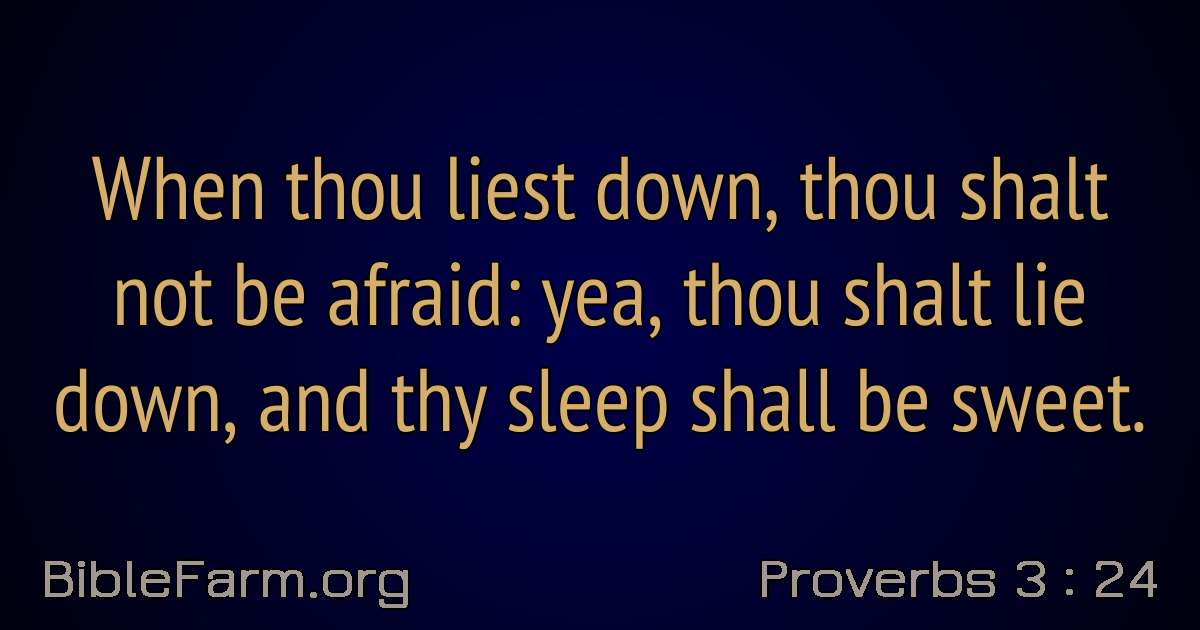 When thou liest down, thou shalt
not be afraid: yea, thou shalt lie
down, and thy sleep shall be sweet.
BibleFarm.org
Proverbs 3 : 24